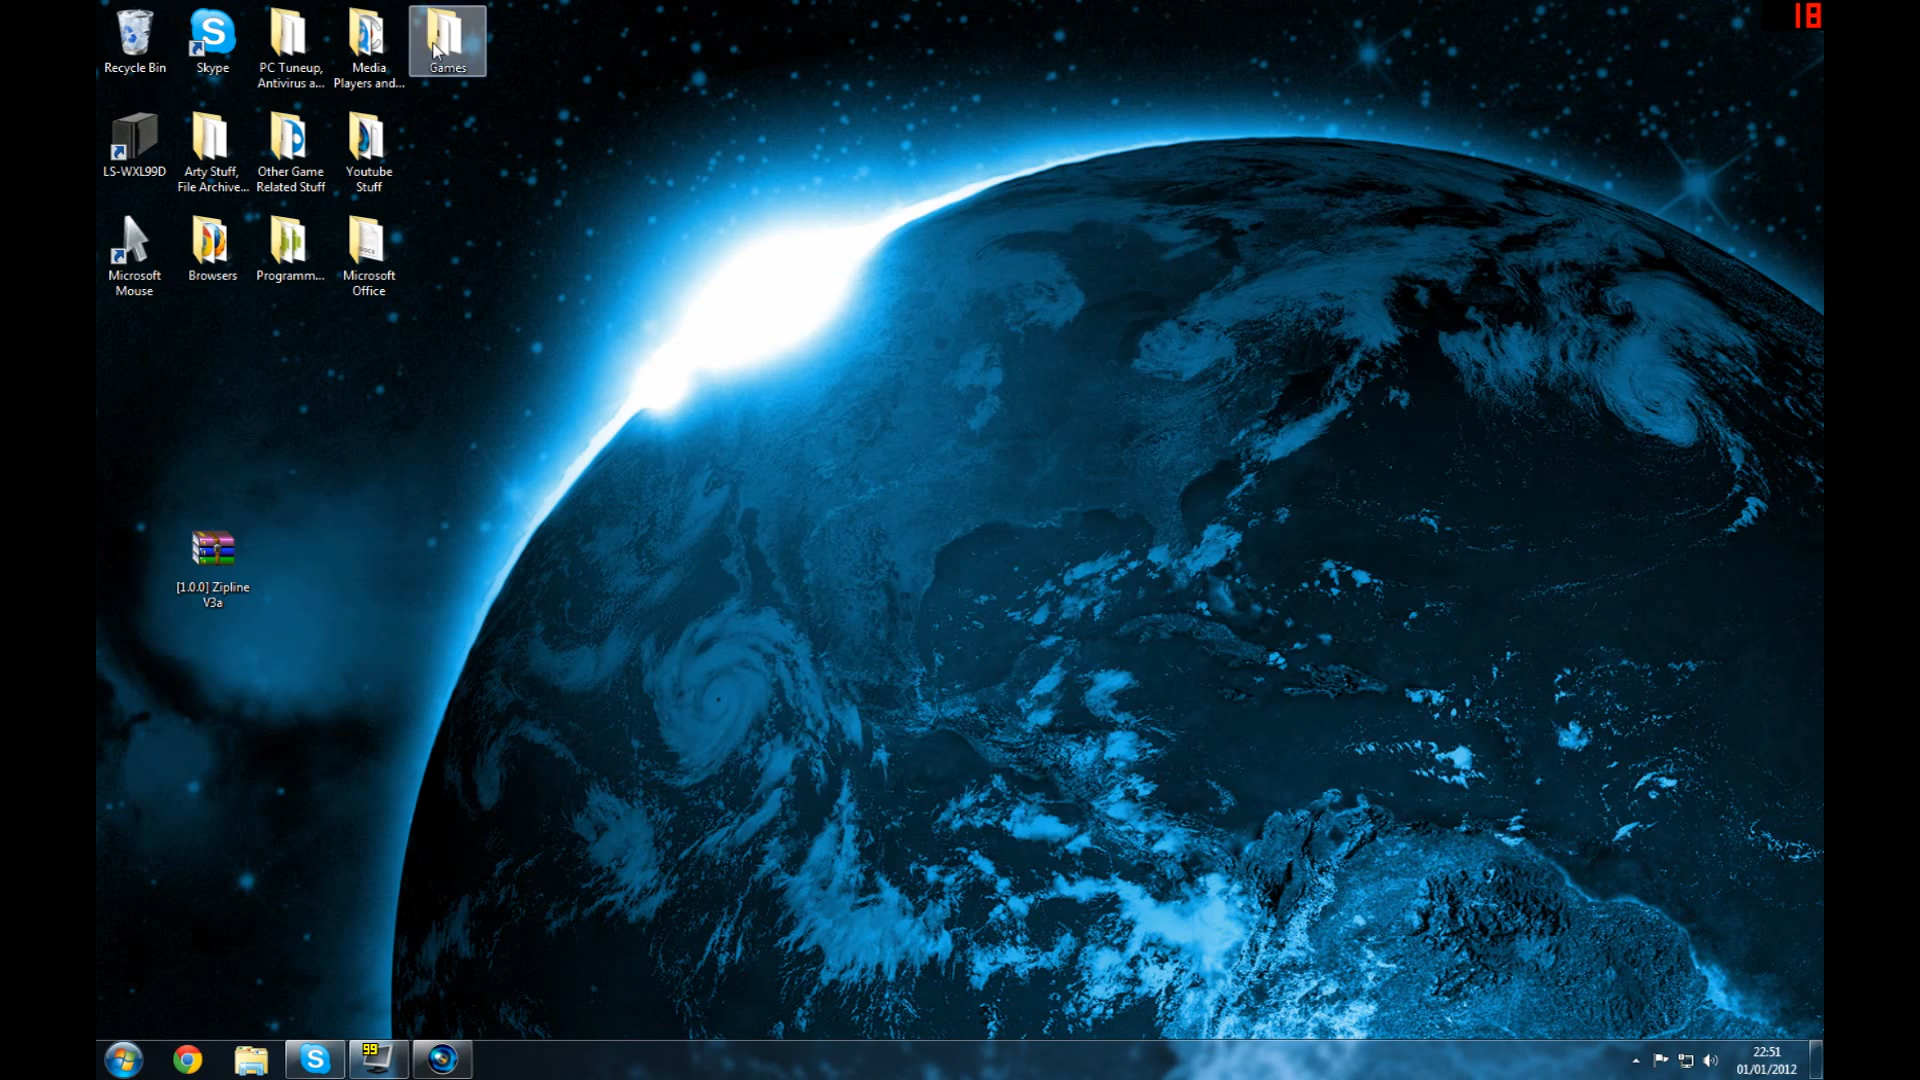 18
Recycle Bin
Skype
PC Tuneup,
Antivirus a...
Media
Players and...
Games
LS-WXL99D
Arty Stuff,
File Archive...
Other Game
Related Stuff
Youtube
Stuff
Microsoft
Mouse
Browsers
Programm...
DOCX
Microsoft
Office
[1.0.0] Zipline
V3a
99
22:51
01/01/2012